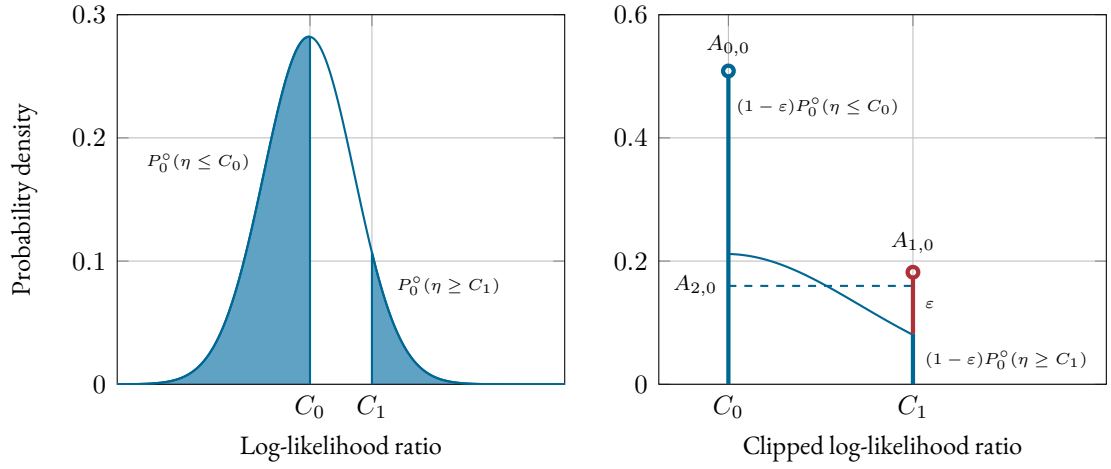 Probability density
0.3
0.2
0.1
0
P₀°(η ≤ C₀)
P₀°(η ≥ C₁)
C₀ C₁
Log-likelihood ratio
0.6
0.4
0.2
0
A₀,₀
(1 − ε)P₀°(η ≤ C₀)
A₁,₀
A₂,₀
ε
(1 − ε)P₀°(η ≥ C₁)
C₀ C₁
Clipped log-likelihood ratio